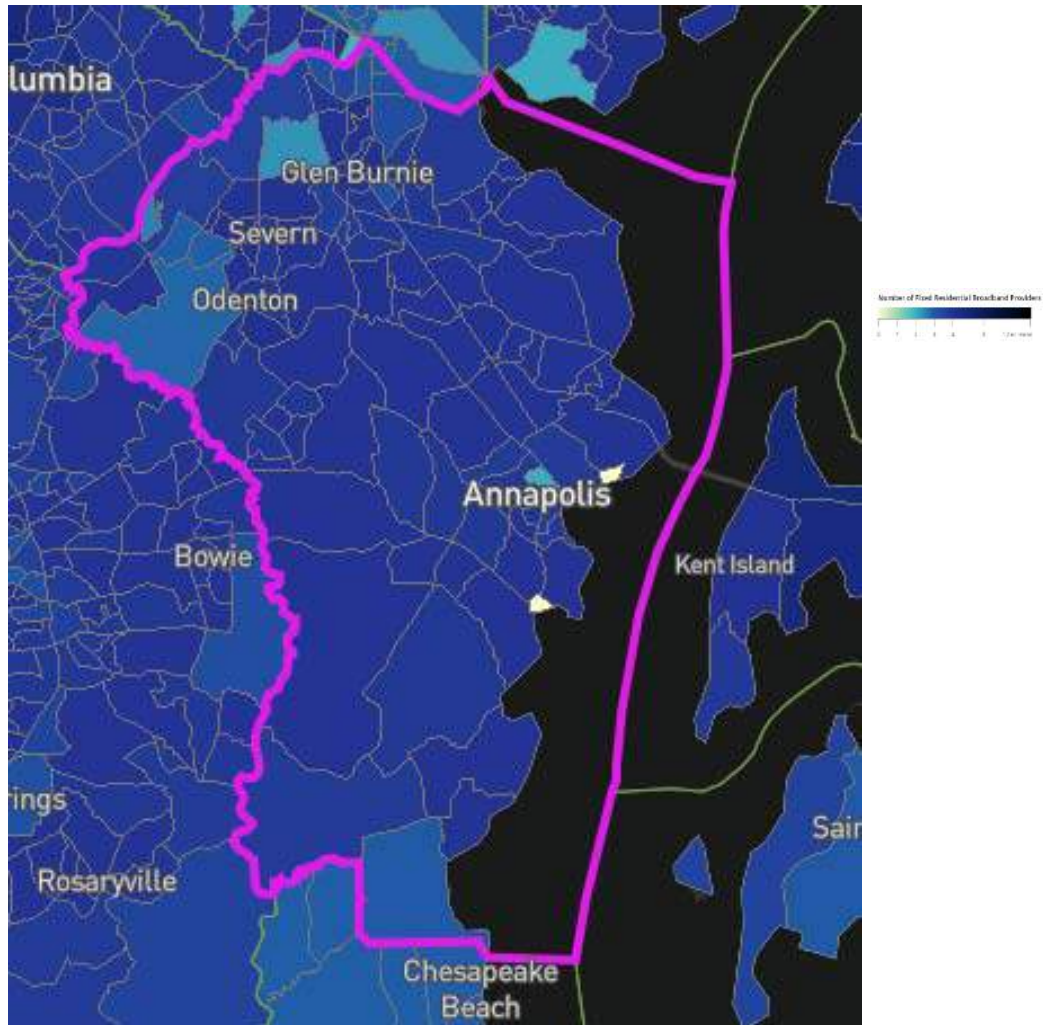 lumbia
Glen Burnie
Severn
Odenton
Annapolis
Bowie
Kent Island
rings
Sair
Rosaryville
Chesapeake
Beach
Number of Fixed Residential Broadband Providers